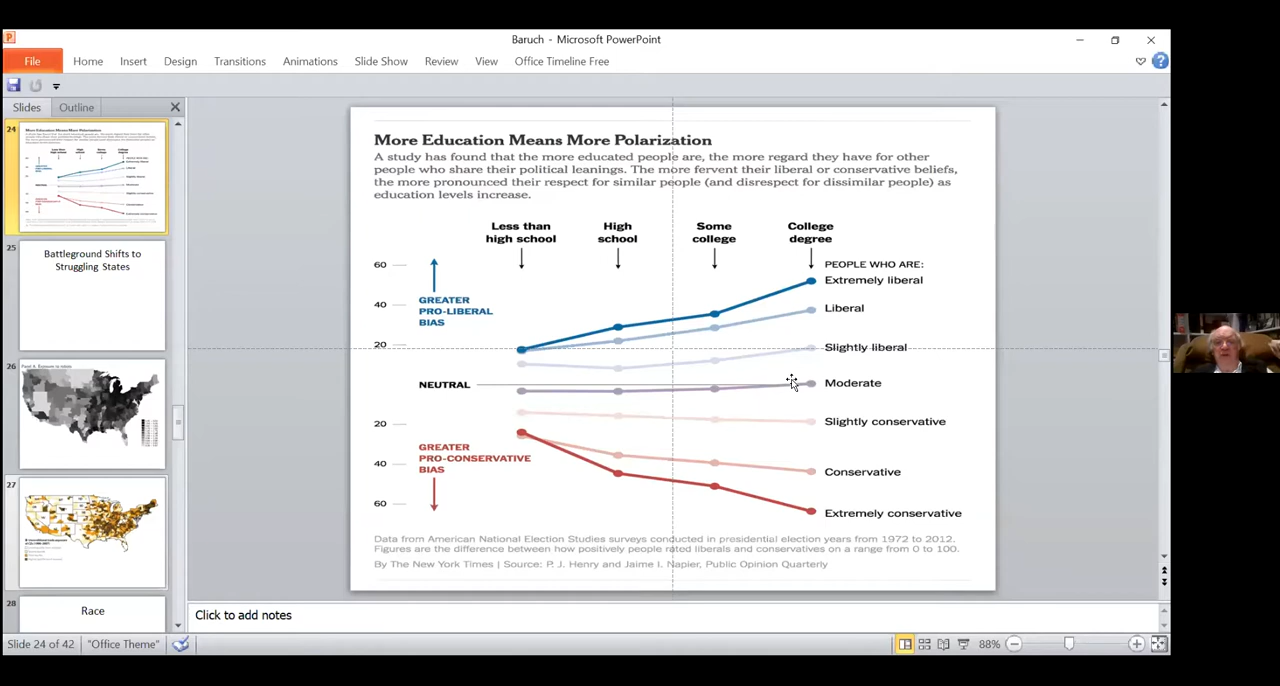 Baruch - Microsoft PowerPoint
File Home Insert Design Transitions Animations Slide Show Review View Office Timeline Free
Slides Outline
24
More Education Means More Polarization
25
Battleground Shifts to
Struggling States
26
27
28
Race
More Education Means More Polarization
A study has found that the more educated people are, the more regard they have for other
people who share their political leanings. The more fervent their liberal or conservative beliefs,
the more pronounced their respect for similar people (and disrespect for dissimilar people) as
education levels increase.
Less than
high school
High
school
Some
college
College
degree
60
40
20
NEUTRAL
20
40
60
GREATER
PRO-LIBERAL
BIAS
GREATER
PRO-CONSERVATIVE
BIAS
PEOPLE WHO ARE:
Extremely liberal
Liberal
Slightly liberal
Moderate
Slightly conservative
Conservative
Extremely conservative
Data from American National Election Studies surveys conducted in presidential election years from 1972 to 2012.
Figures are the difference between how positively people rated liberals and conservatives on a range from 0 to 100.
By The New York Times | Source: P. J. Henry and Jaime I. Napier, Public Opinion Quarterly
Click to add notes
Slide 24 of 42 "Office Theme" 88%